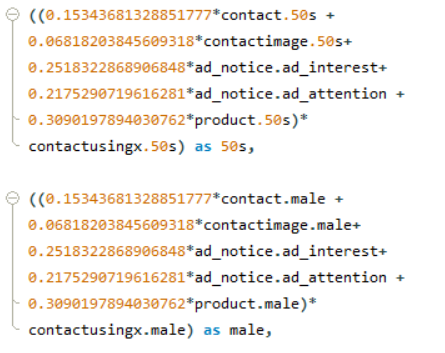 ((0.15343681328851777*contact.50s +
0.06818203845609318*contactimage.50s+
0.2518322868906848*ad_notice.ad_interest+
0.2175290719616281*ad_notice.ad_attention +
0.3090197894030762*product.50s)*
contactusingx.50s) as 50s,
((0.15343681328851777*contact.male +
0.06818203845609318*contactimage.male+
0.2518322868906848*ad_notice.ad_interest+
0.2175290719616281*ad_notice.ad_attention +
0.3090197894030762*product.male)*
contactusingx.male) as male,